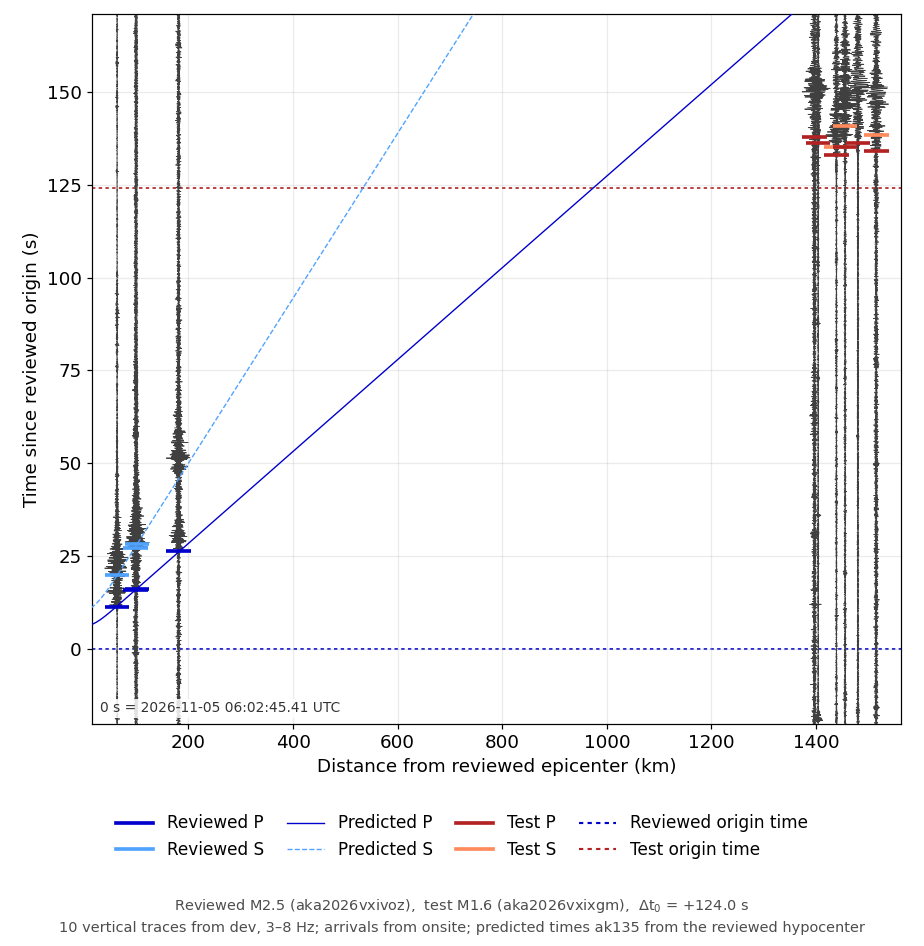 Time since reviewed origin (s)
150
125
100
75
50
25
0
0 s = 2026-11-05 06:02:45.41 UTC
200 400 600 800 1000 1200 1400
Distance from reviewed epicenter (km)
Reviewed P Predicted P Test P Reviewed origin time
Reviewed S Predicted S Test S Test origin time
Reviewed M2.5 (aka2026vxivoz), test M1.6 (aka2026vxixgm), Δt₀ = +124.0 s
10 vertical traces from dev, 3–8 Hz; arrivals from onsite; predicted times ak135 from the reviewed hypocenter